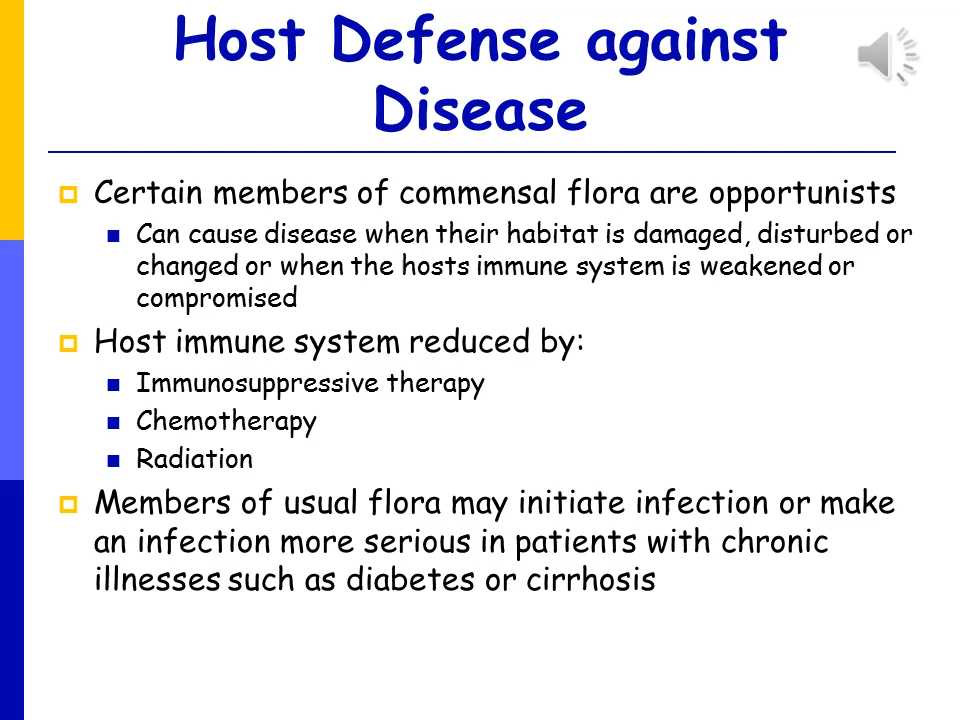 Host Defense against
Disease
Certain members of commensal flora are opportunists
Can cause disease when their habitat is damaged, disturbed or
changed or when the hosts immune system is weakened or
compromised
Host immune system reduced by:
Immunosuppressive therapy
Chemotherapy
Radiation
Members of usual flora may initiate infection or make
an infection more serious in patients with chronic
illnesses such as diabetes or cirrhosis